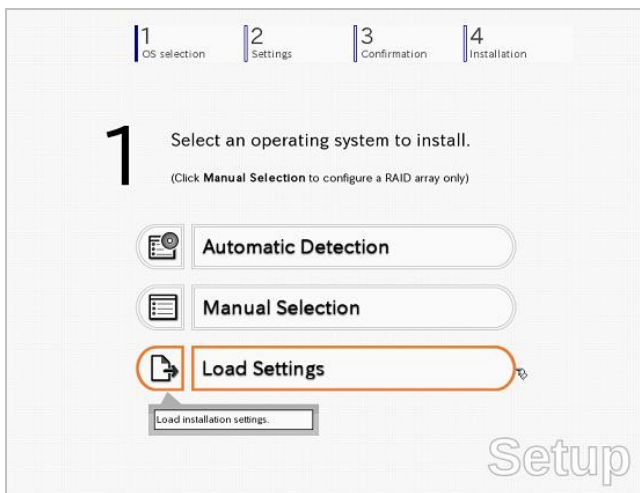 1
OS selection
2
Settings
3
Confirmation
4
Installation
1
Select an operating system to install.
(Click Manual Selection to configure a RAID array only)
Automatic Detection
Manual Selection
Load Settings
Load installation settings.
Setup